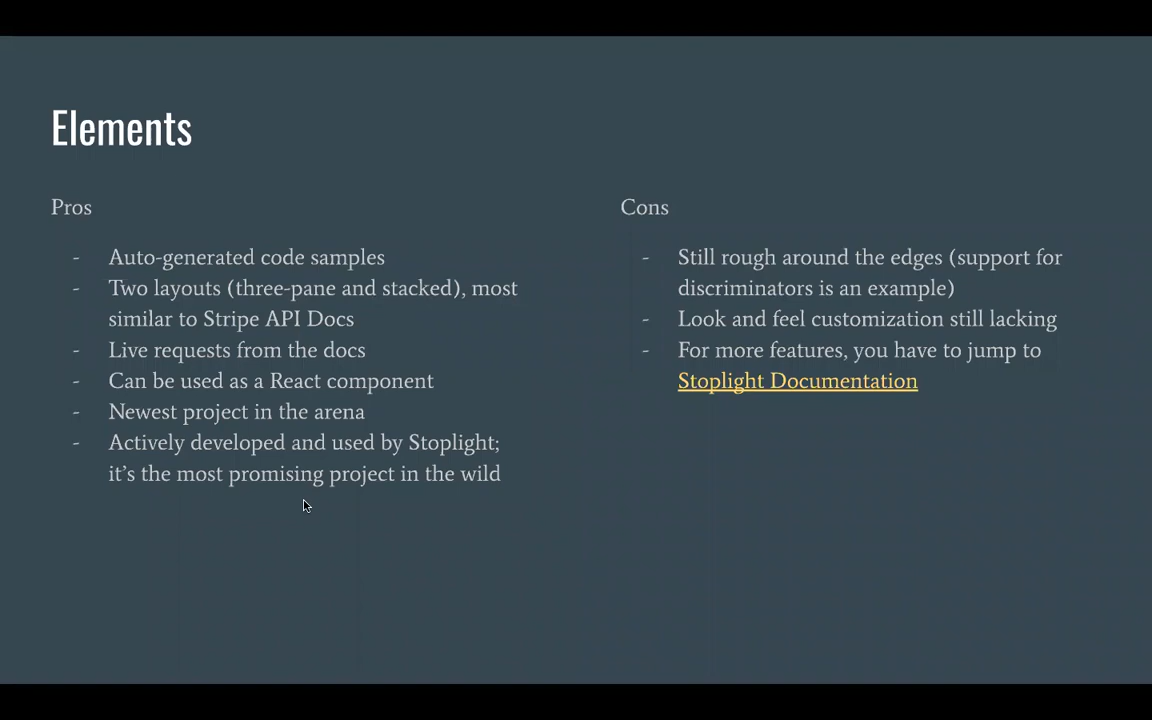 Elements
Pros
- Auto-generated code samples
- Two layouts (three-pane and stacked), most
similar to Stripe API Docs
- Live requests from the docs
- Can be used as a React component
- Newest project in the arena
- Actively developed and used by Stoplight;
it’s the most promising project in the wild
Cons
- Still rough around the edges (support for
discriminators is an example)
- Look and feel customization still lacking
- For more features, you have to jump to
Stoplight Documentation